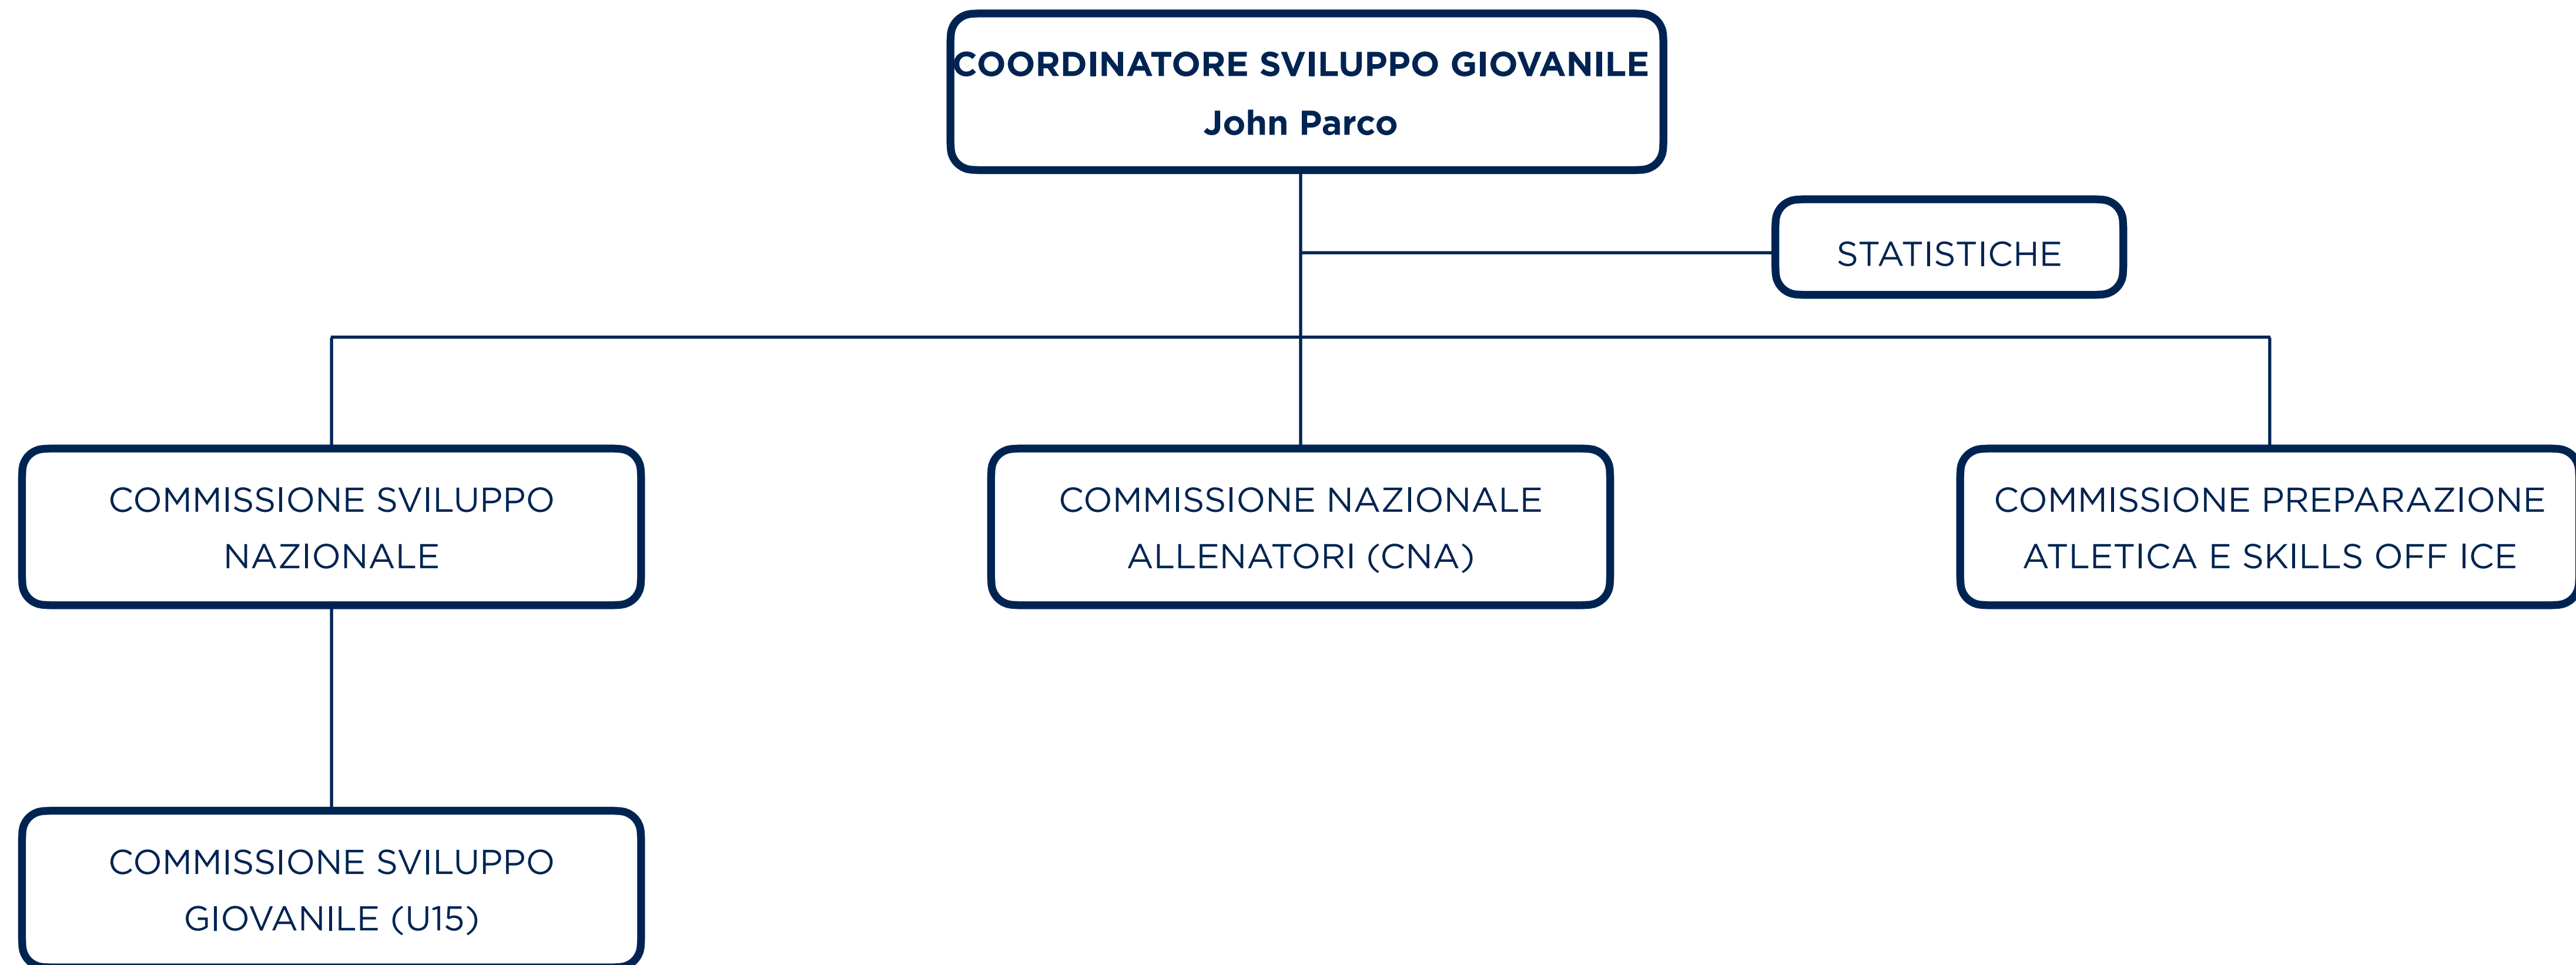 COORDINATORE SVILUPPO GIOVANILE
John Parco
STATISTICHE
COMMISSIONE SVILUPPO
NAZIONALE
COMMISSIONE NAZIONALE
ALLENATORI (CNA)
COMMISSIONE PREPARAZIONE
ATLETICA E SKILLS OFF ICE
COMMISSIONE SVILUPPO
GIOVANILE (U15)